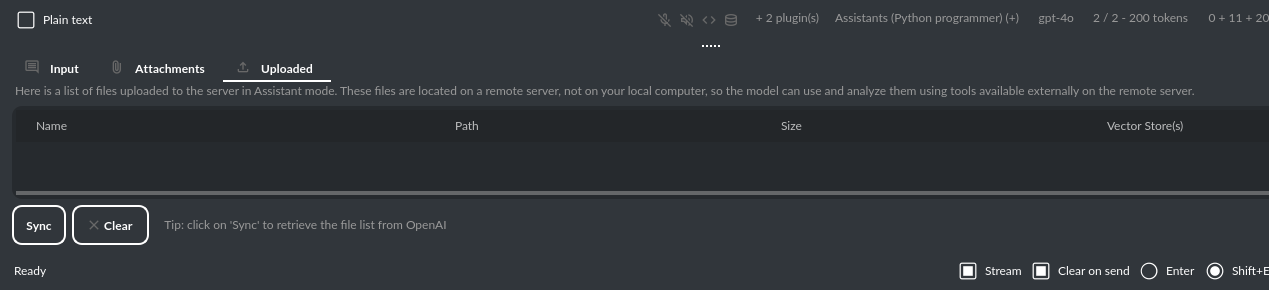 Plain text + 2 plugin(s) Assistants (Python programmer) (+) gpt-4o 2 / 2 - 200 tokens 0 + 11 + 20
Input Attachments Uploaded
Here is a list of files uploaded to the server in Assistant mode. These files are located on a remote server, not on your local computer, so the model can use and analyze them using tools available externally on the remote server.
Name Path Size Vector Store(s)
Sync Clear Tip: click on 'Sync' to retrieve the file list from OpenAI
Ready Stream Clear on send Enter Shift+E